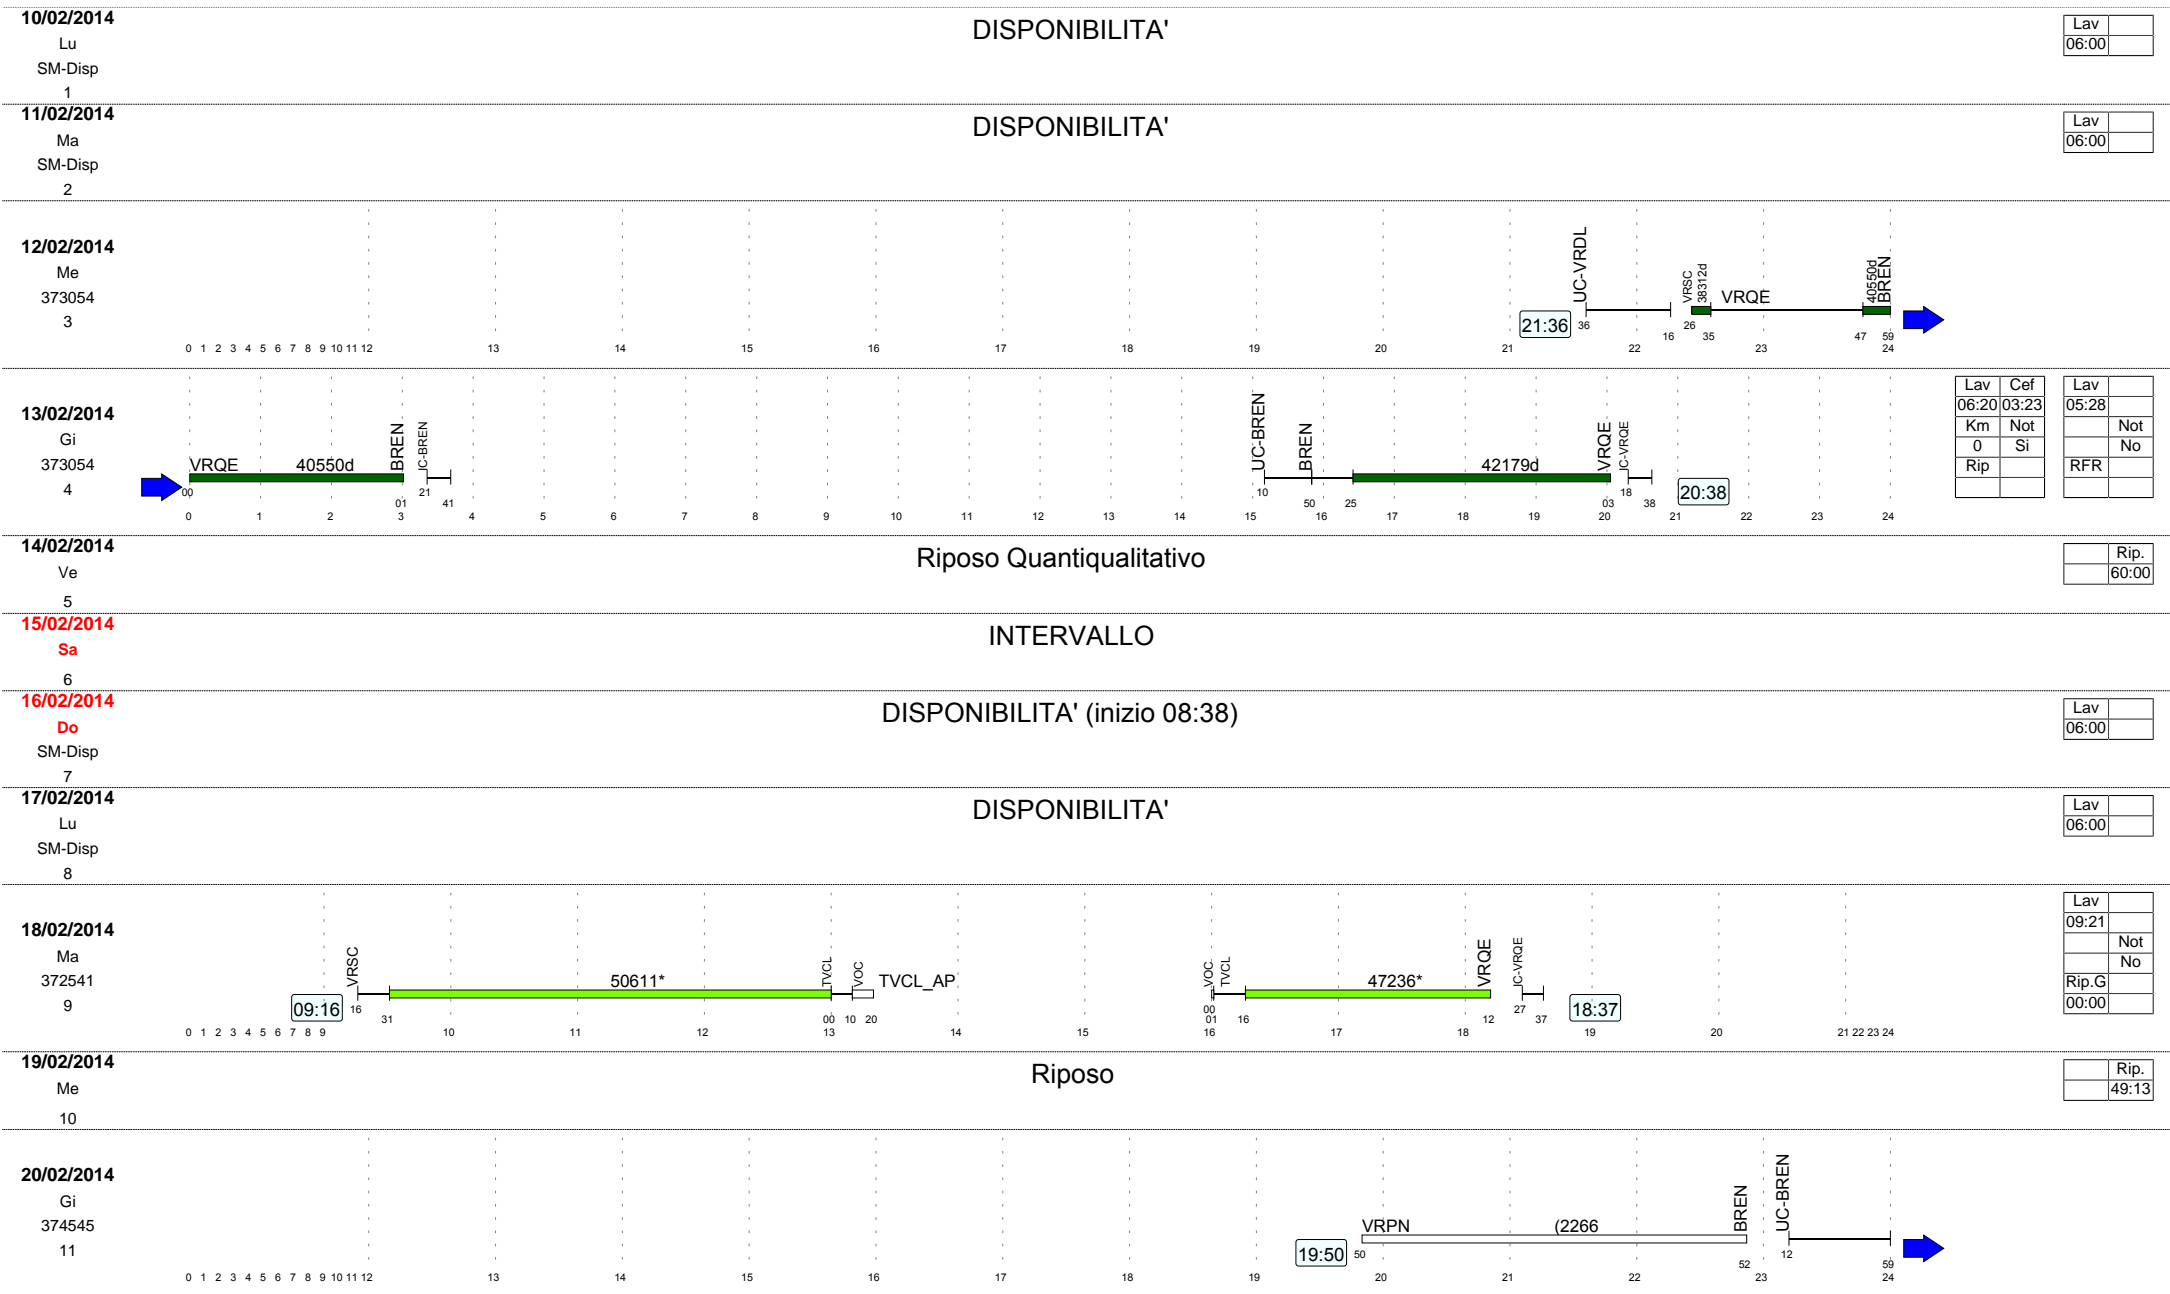 10/02/2014
Lu
SM-Disp
1
DISPONIBILITA'
Lav
06:00
11/02/2014
Ma
SM-Disp
2
DISPONIBILITA'
Lav
06:00
12/02/2014
Me
373054
3
21:36
UC-VRDL
VRSC
38312d
VRQE
40550d
BREN
36 16 26 35 47 59
0 1 2 3 4 5 6 7 8 9 10 11 12 13 14 15 16 17 18 19 20 21 22 23 24
13/02/2014
Gi
373054
4
VRQE 40550d BREN
IC-BREN
UC-BREN
BREN
42179d
VRQE
IC-VRQE
20:38
00 01 21 41 10 50 25 03 18 38
0 1 2 3 4 5 6 7 8 9 10 11 12 13 14 15 16 17 18 19 20 21 22 23 24
Lav Cef
06:20 03:23
Km Not
0 Si
Rip
Lav
05:28
Not
No
RFR
14/02/2014
Ve
5
Riposo Quantiqualitativo
Rip.
60:00
15/02/2014
Sa
6
INTERVALLO
16/02/2014
Do
SM-Disp
7
DISPONIBILITA' (inizio 08:38)
Lav
06:00
17/02/2014
Lu
SM-Disp
8
DISPONIBILITA'
Lav
06:00
18/02/2014
Ma
372541
9
09:16
VRSC
50611*
TVCL
VOC
TVCL_AP
VOC
TVCL
47236*
VRQE
IC-VRQE
18:37
16 31 00 10 20 00 01 16 12 27 37
0 1 2 3 4 5 6 7 8 9 10 11 12 13 14 15 16 17 18 19 20 21 22 23 24
Lav
09:21
Not
No
Rip.G
00:00
19/02/2014
Me
10
Riposo
Rip.
49:13
20/02/2014
Gi
374545
11
19:50
VRPN (2266 BREN
UC-BREN
50 52 12 59
0 1 2 3 4 5 6 7 8 9 10 11 12 13 14 15 16 17 18 19 20 21 22 23 24